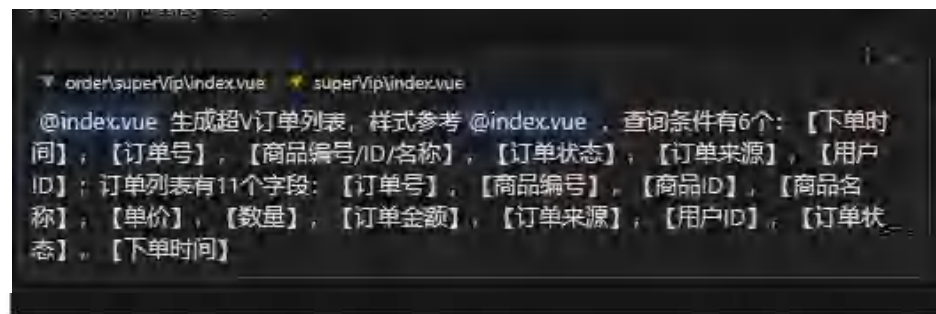 order\superVip\index.vue superVip\index.vue
@index.vue 生成超V订单列表，样式参考 @index.vue ，查询条件有6个：【下单时
间】，【订单号】，【商品编号/ID/名称】，【订单状态】，【订单来源】，【用户
ID】；订单列表有11个字段：【订单号】，【商品编号】，【商品ID】，【商品名
称】，【单价】，【数量】，【订单金额】，【订单来源】，【用户ID】，【订单状
态】，【下单时间】